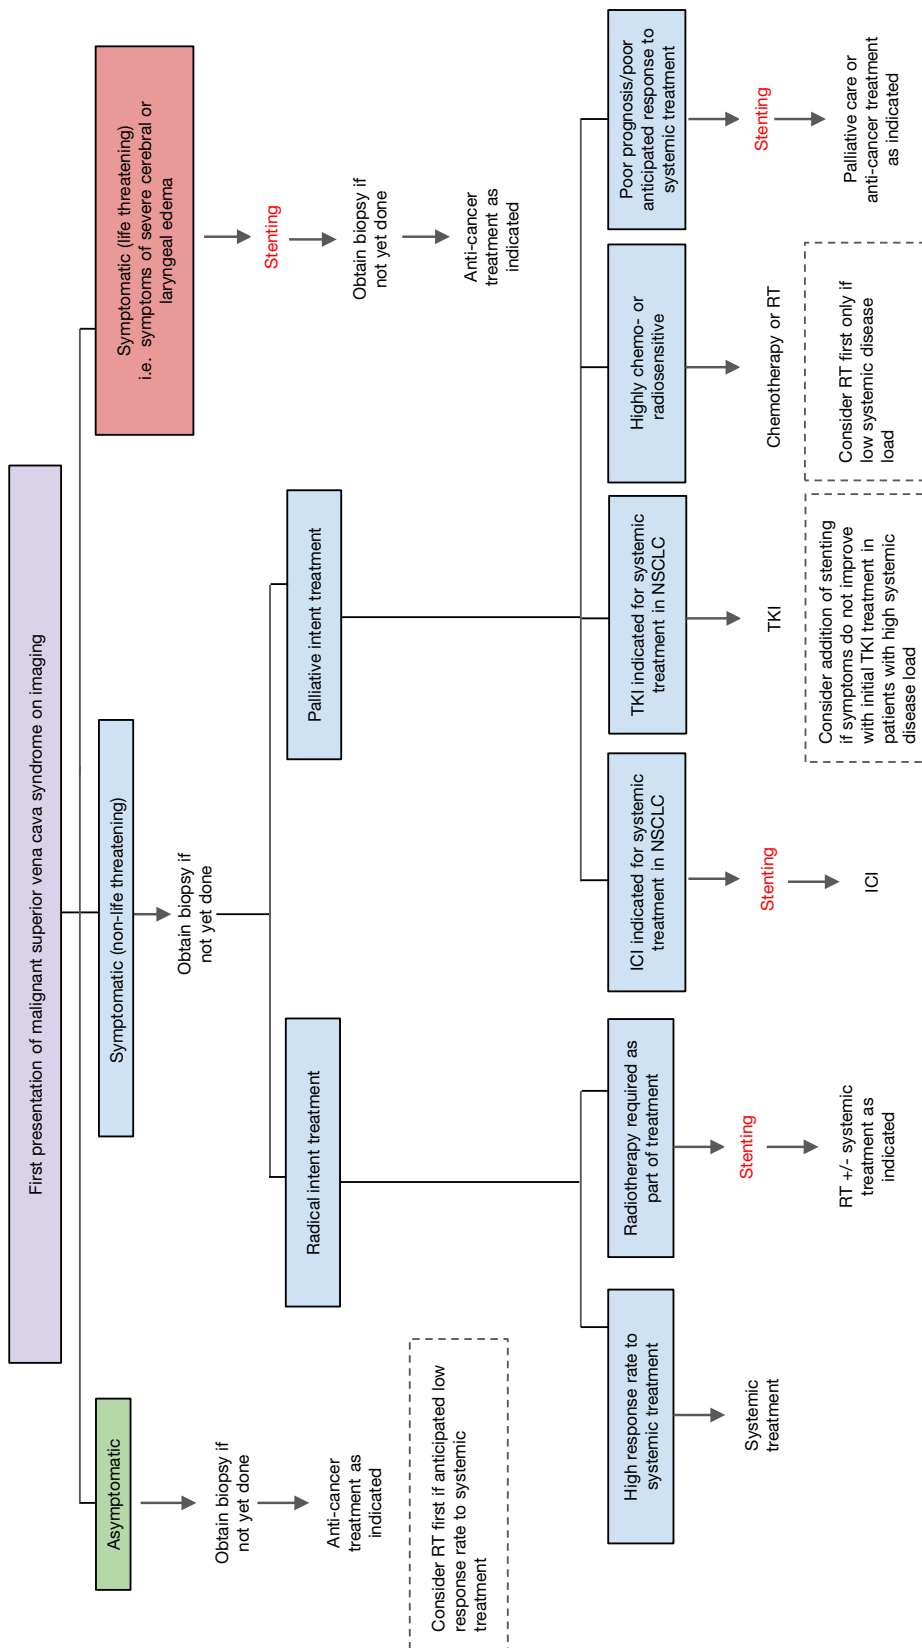 First presentation of malignant superior vena cava syndrome on imaging
Asymptomatic
Obtain biopsy if
not yet done
Anti-cancer
treatment as
indicated
Consider RT first if anticipated low
response rate to systemic
treatment
Symptomatic (non-life threatening)
Obtain biopsy if
not yet done
Radical intent treatment
High response rate to
systemic treatment
Systemic
treatment
Radiotherapy required as
part of treatment
Stenting
RT +/- systemic
treatment as
indicated
Palliative intent treatment
ICI indicated for systemic
treatment in NSCLC
Stenting
ICI
TKI indicated for systemic
treatment in NSCLC
TKI
Consider addition of stenting
if symptoms do not improve
with initial TKI treatment in
patients with high systemic
disease load
Highly chemo- or
radiosensitive
Chemotherapy or RT
Consider RT first only if
low systemic disease
load
Poor prognosis/poor
anticipated response to
systemic treatment
Stenting
Palliative care or
anti-cancer treatment
as indicated
Symptomatic (life threatening)
i.e. symptoms of severe cerebral or
laryngeal edema
Stenting
Obtain biopsy if
not yet done
Anti-cancer
treatment as
indicated